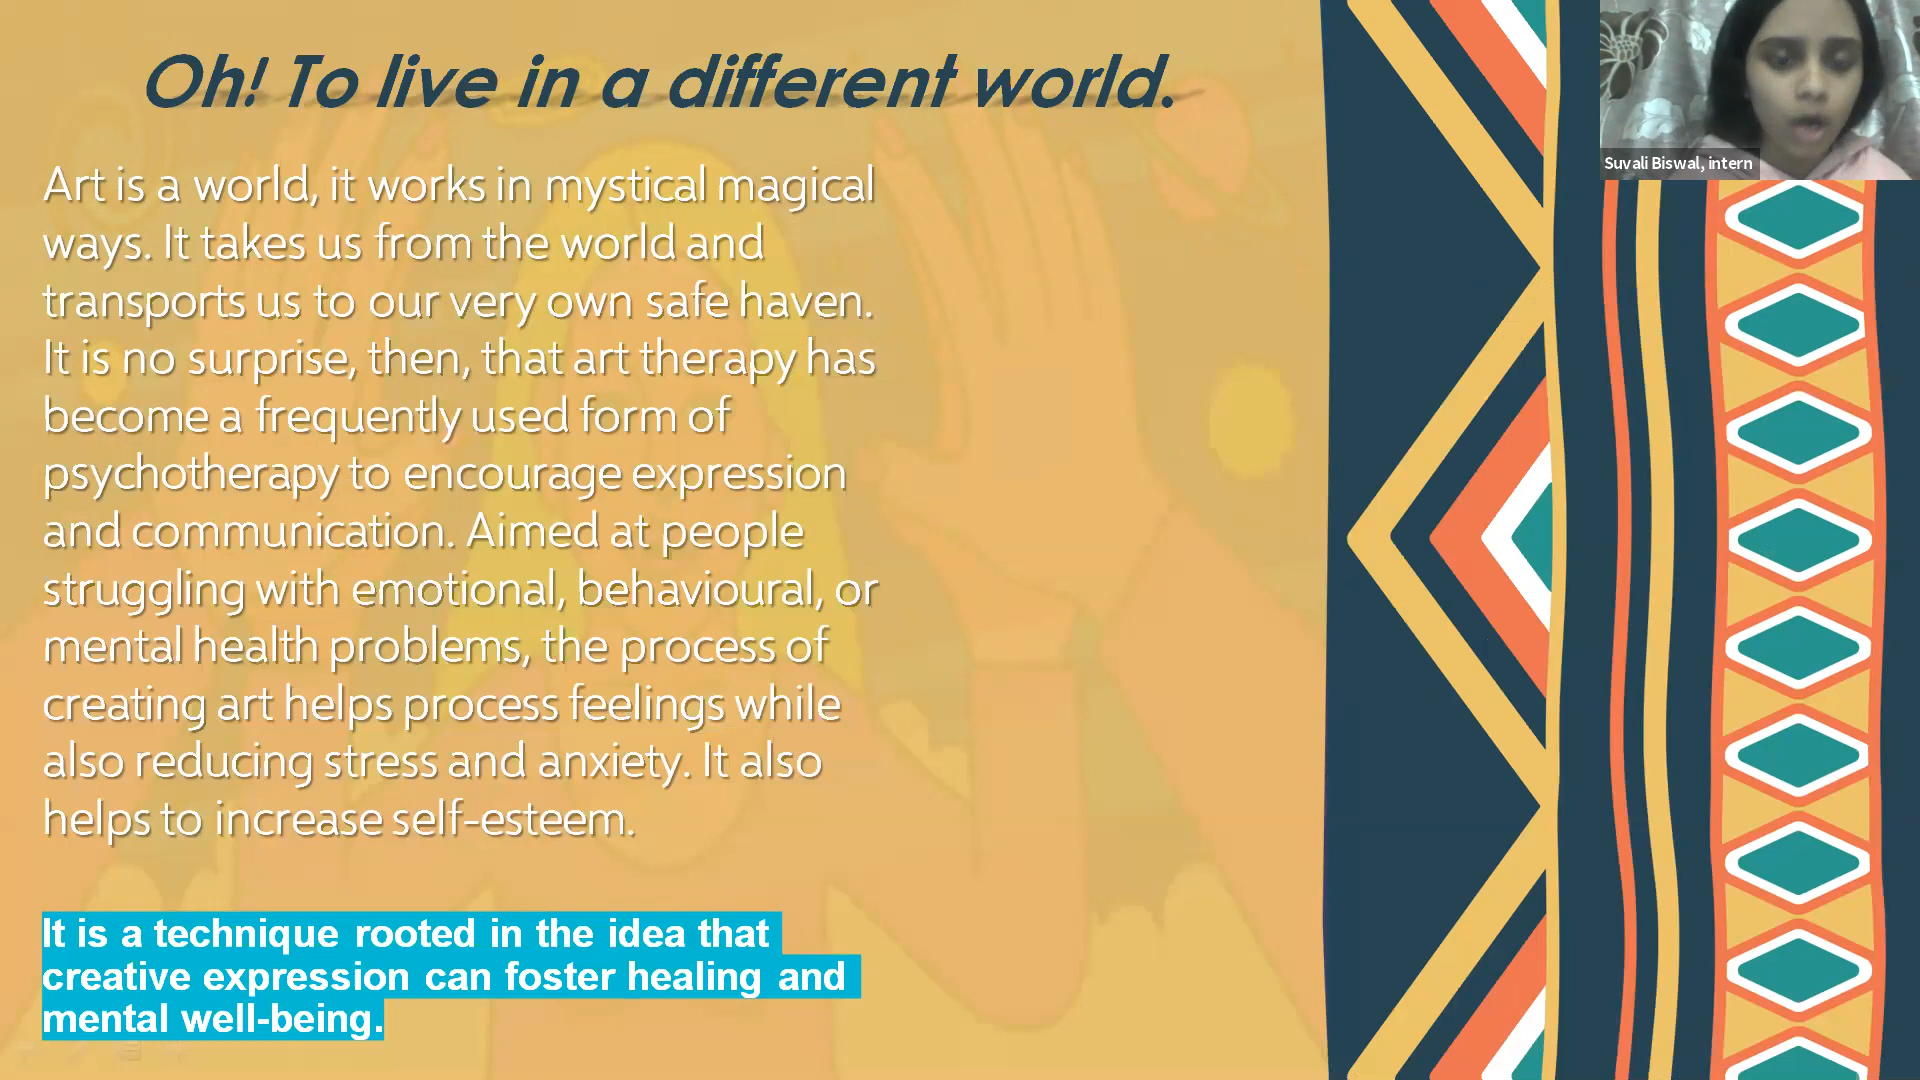 Oh! To live in a different world.
Art is a world, it works in mystical magical
ways. It takes us from the world and
transports us to our very own safe haven.
It is no surprise, then, that art therapy has
become a frequently used form of
psychotherapy to encourage expression
and communication. Aimed at people
struggling with emotional, behavioural, or
mental health problems, the process of
creating art helps process feelings while
also reducing stress and anxiety. It also
helps to increase self-esteem.
It is a technique rooted in the idea that
creative expression can foster healing and
mental well-being.
Suvali Biswal, intern